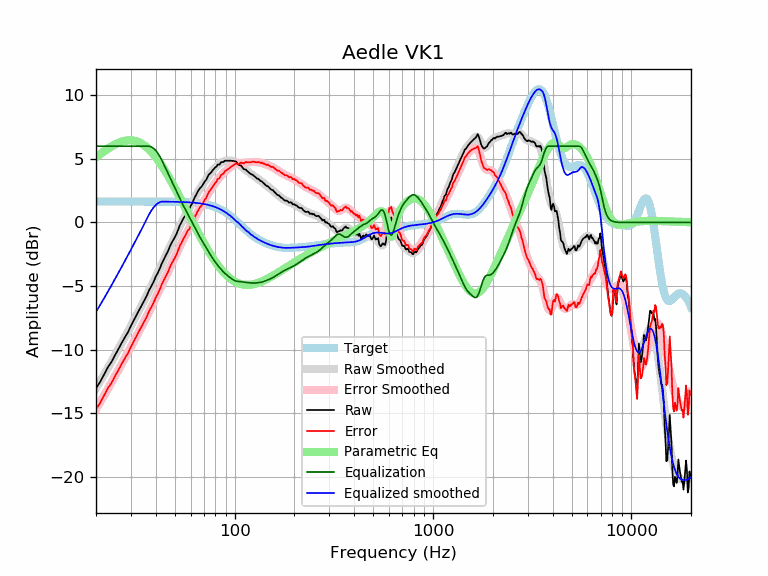 Aedle VK1
Amplitude (dBr)
10
5
0
−5
−10
−15
−20
Target
Raw Smoothed
Error Smoothed
Raw
Error
Parametric Eq
Equalization
Equalized smoothed
100
1000
10000
Frequency (Hz)